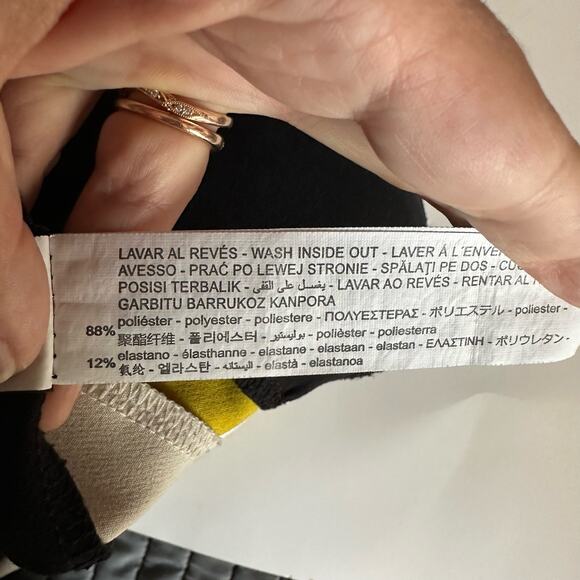 LAVAR AL REVÉS - WASH INSIDE OUT - LAVER À L'ENVE
AVESSO - PRAĆ PO LEWEJ STRONIE - SPĂLAȚI PE DOS -
POSISI TERBALIK - يغسل على القفى - LAVAR AO REVÉS - RENTAR AL
GARBITU BARRUKOZ KANPORA
88% poliéster - polyester - poliestere - ΠΟΛΥΕΣΤΕΡΑΣ - ポリエステル - poliester -
聚酯纤维 - 폴리에스터 - بوليستير - polièster - poliesterra
12% elastano - élasthanne - elastane - elastaan - elastan - ΕΛΑΣΤΙΝΗ - ポリウレタン -
氨纶 - 엘라스탄 - اليستانه - elastà - elastanoa